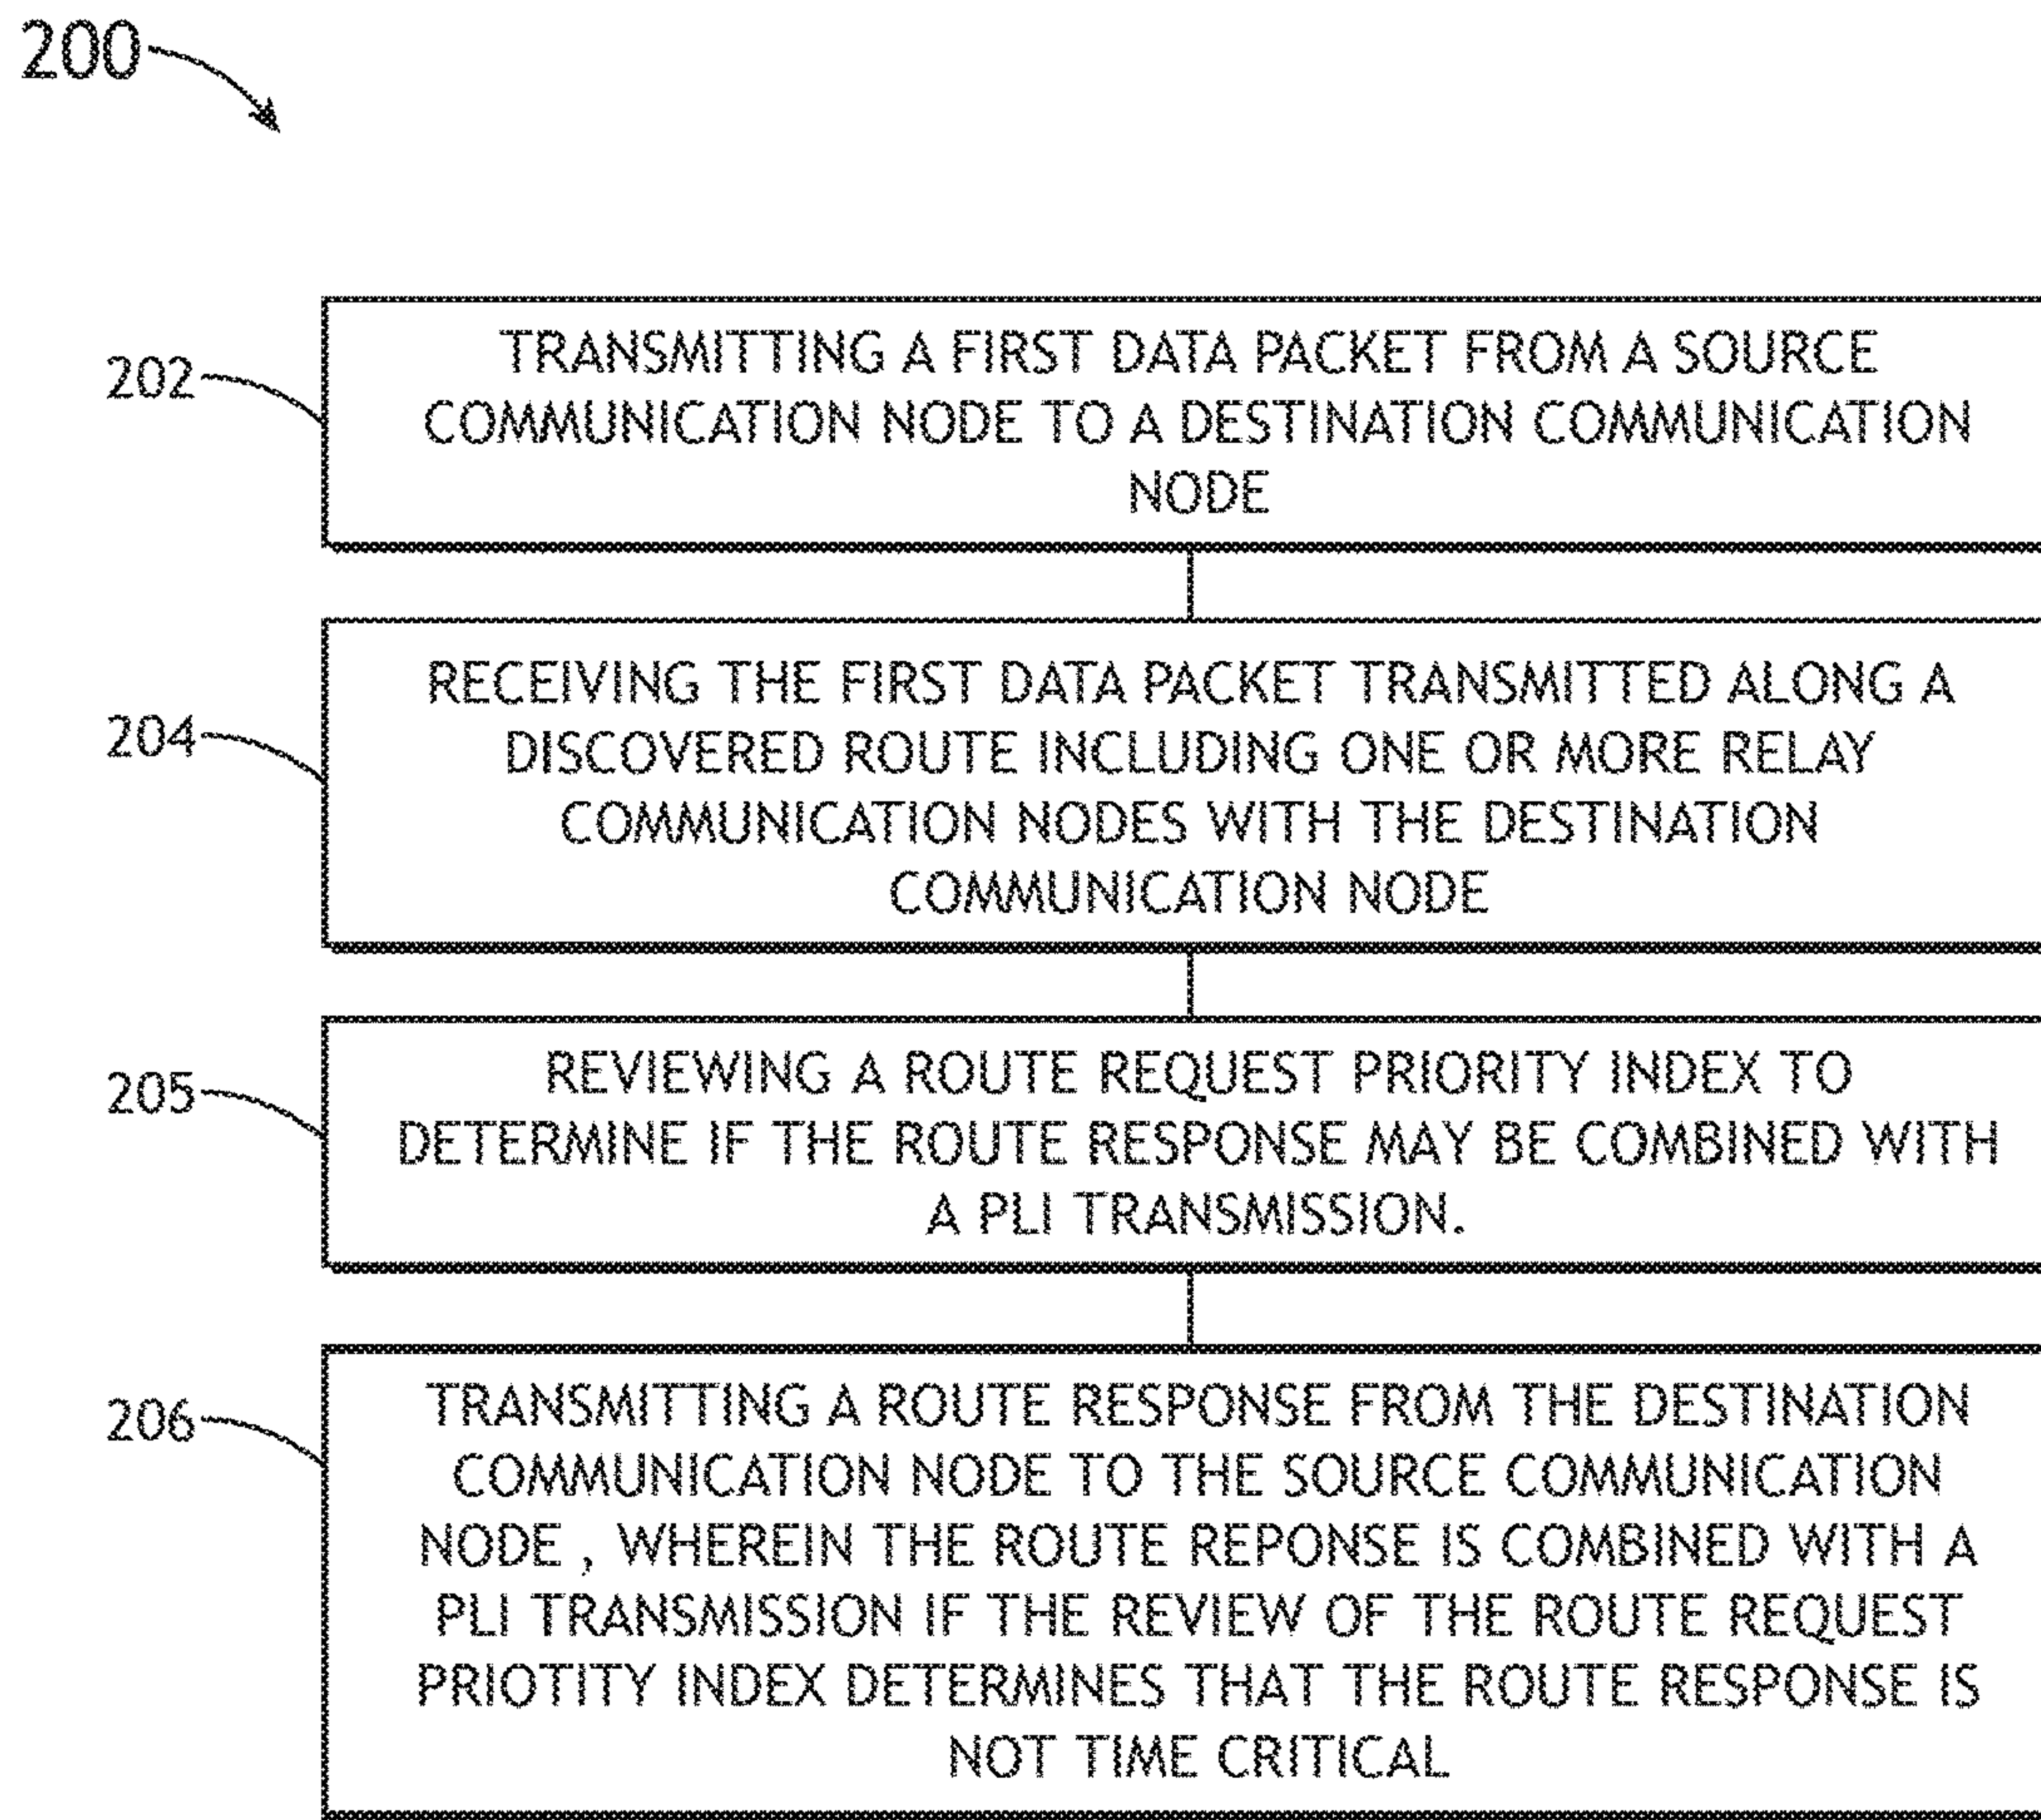 200
202
TRANSMITTING A FIRST DATA PACKET FROM A SOURCE
COMMUNICATION NODE TO A DESTINATION COMMUNICATION
NODE
204
RECEIVING THE FIRST DATA PACKET TRANSMITTED ALONG A
DISCOVERED ROUTE INCLUDING ONE OR MORE RELAY
COMMUNICATION NODES WITH THE DESTINATION
COMMUNICATION NODE
205
REVIEWING A ROUTE REQUEST PRIORITY INDEX TO
DETERMINE IF THE ROUTE RESPONSE MAY BE COMBINED WITH
A PLI TRANSMISSION.
206
TRANSMITTING A ROUTE RESPONSE FROM THE DESTINATION
COMMUNICATION NODE TO THE SOURCE COMMUNICATION
NODE , WHEREIN THE ROUTE REPONSE IS COMBINED WITH A
PLI TRANSMISSION IF THE REVIEW OF THE ROUTE REQUEST
PRIOTITY INDEX DETERMINES THAT THE ROUTE RESPONSE IS
NOT TIME CRITICAL